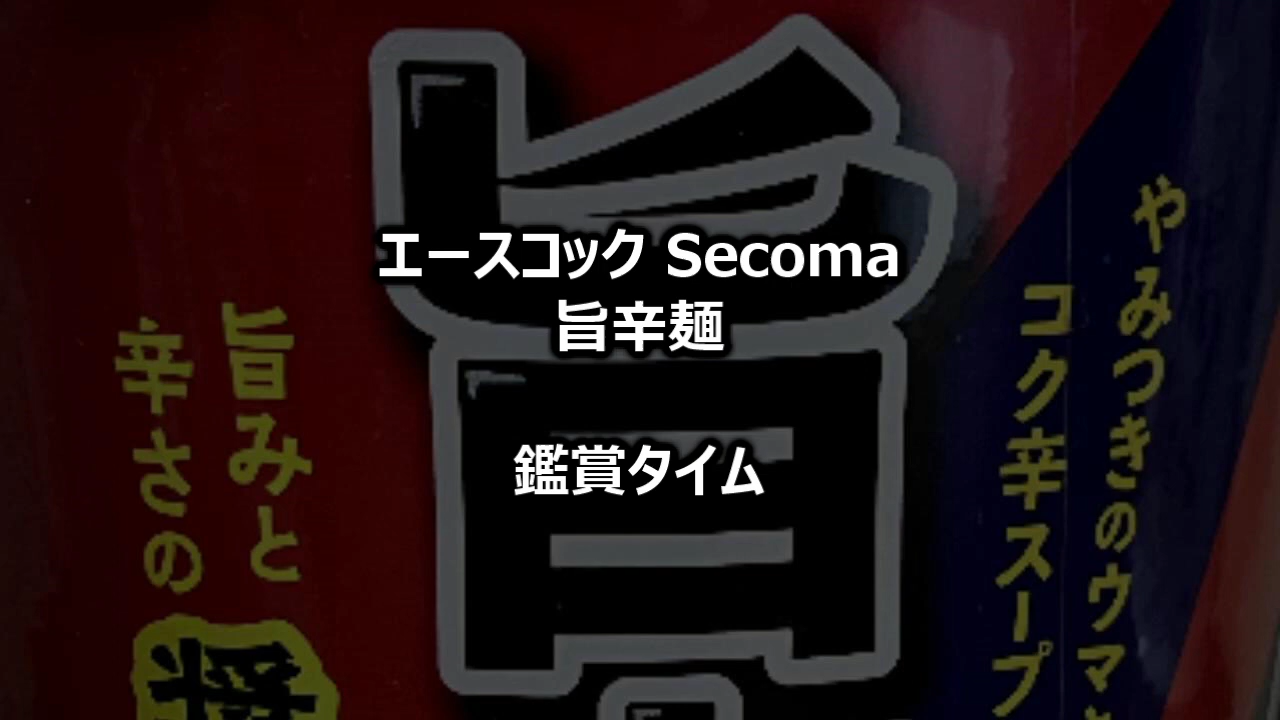 エースコック Secoma
旨辛麺
鑑賞タイム
旨
やみつきのウマ
コク辛スープ
旨みと
辛さの